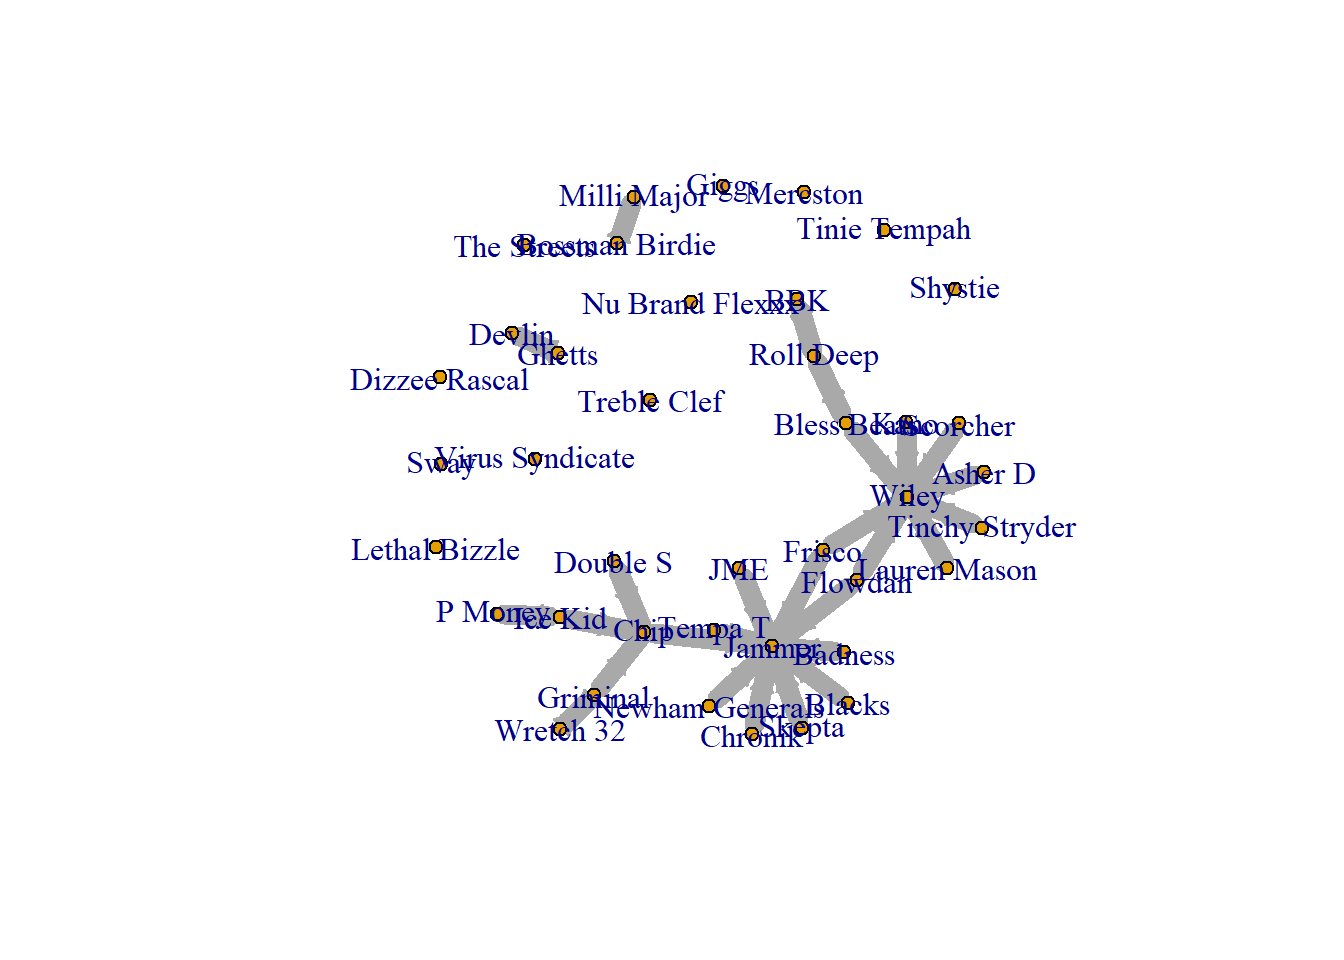 Giggs
Milli Major
Mereston
Tinie Tempah
The Streets
Bossman Birdie
Shystie
Nu Brand Flexxx
BBK
Devlin
Ghetts
Roll Deep
Dizzee Rascal
Treble Clef
Bless Beats
Kano
Scorcher
Sway
Virus Syndicate
Asher D
Wiley
Tinchy Stryder
Lethal Bizzle
Double S
JME
Frisco
Flowdan
Lauren Mason
P Money
Ice Kid
Chip
Tempa T
Jammer
Badness
Griminal
Newham Generals
Blacks
Wretch 32
Chronik
Skepta